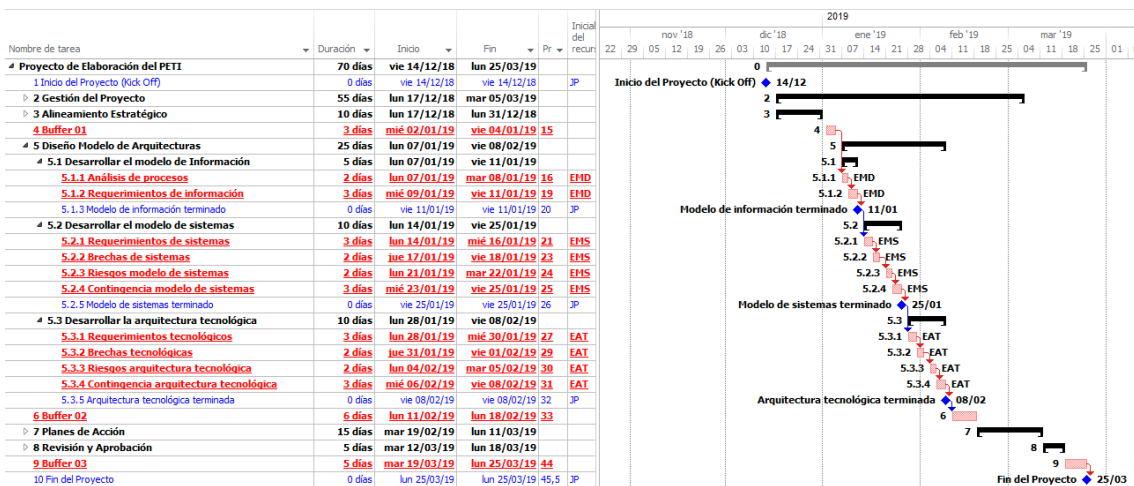 2019
Inicial
del
recurs
Nombre de tarea Duración Inicio Fin Pr
nov '18 dic '18 ene '19 feb '19 mar '19
22 29 05 12 19 26 03 10 17 24 31 07 14 21 28 04 11 18 25 04 11 18 25 01
Proyecto de Elaboración del PETI 70 días vie 14/12/18 lun 25/03/19 0
1 Inicio del Proyecto (Kick Off) 0 días vie 14/12/18 vie 14/12/18 JP Inicio del Proyecto (Kick Off) 14/12
2 Gestión del Proyecto 55 días lun 17/12/18 mar 05/03/19 2
3 Alineamiento Estratégico 10 días lun 17/12/18 lun 31/12/18 3
4 Buffer 01 3 días mié 02/01/19 vie 04/01/19 15 4
5 Diseño Modelo de Arquitecturas 25 días lun 07/01/19 vie 08/02/19 5
5.1 Desarrollar el modelo de Información 5 días lun 07/01/19 vie 11/01/19 5.1
5.1.1 Análisis de procesos 2 días lun 07/01/19 mar 08/01/19 16 EMD 5.1.1 EMD
5.1.2 Requerimientos de información 3 días mié 09/01/19 vie 11/01/19 19 EMD 5.1.2 EMD
5.1.3 Modelo de información terminado 0 días vie 11/01/19 vie 11/01/19 20 JP Modelo de información terminado 11/01
5.2 Desarrollar el modelo de sistemas 10 días lun 14/01/19 vie 25/01/19 5.2
5.2.1 Requerimientos de sistemas 3 días lun 14/01/19 mié 16/01/19 21 EMS 5.2.1 EMS
5.2.2 Brechas de sistemas 2 días jue 17/01/19 vie 18/01/19 23 EMS 5.2.2 EMS
5.2.3 Riesgos modelo de sistemas 2 días lun 21/01/19 mar 22/01/19 24 EMS 5.2.3 EMS
5.2.4 Contingencia modelo de sistemas 3 días mié 23/01/19 vie 25/01/19 25 EMS 5.2.4 EMS
5.2.5 Modelo de sistemas terminado 0 días vie 25/01/19 vie 25/01/19 26 JP Modelo de sistemas terminado 25/01
5.3 Desarrollar la arquitectura tecnológica 10 días lun 28/01/19 vie 08/02/19 5.3
5.3.1 Requerimientos tecnológicos 3 días lun 28/01/19 mié 30/01/19 27 EAT 5.3.1 EAT
5.3.2 Brechas tecnológicas 2 días jue 31/01/19 vie 01/02/19 29 EAT 5.3.2 EAT
5.3.3 Riesgos arquitectura tecnológica 2 días lun 04/02/19 mar 05/02/19 30 EAT 5.3.3 EAT
5.3.4 Contingencia arquitectura tecnológica 3 días mié 06/02/19 vie 08/02/19 31 EAT 5.3.4 EAT
5.3.5 Arquitectura tecnológica terminada 0 días vie 08/02/19 vie 08/02/19 32 JP Arquitectura tecnológica terminada 08/02
6 Buffer 02 6 días lun 11/02/19 lun 18/02/19 33 6
7 Planes de Acción 15 días mar 19/02/19 lun 11/03/19 7
8 Revisión y Aprobación 5 días mar 12/03/19 lun 18/03/19 8
9 Buffer 03 5 días mar 19/03/19 lun 25/03/19 44 9
10 Fin del Proyecto 0 días lun 25/03/19 lun 25/03/19 45,5 JP Fin del Proyecto 25/03